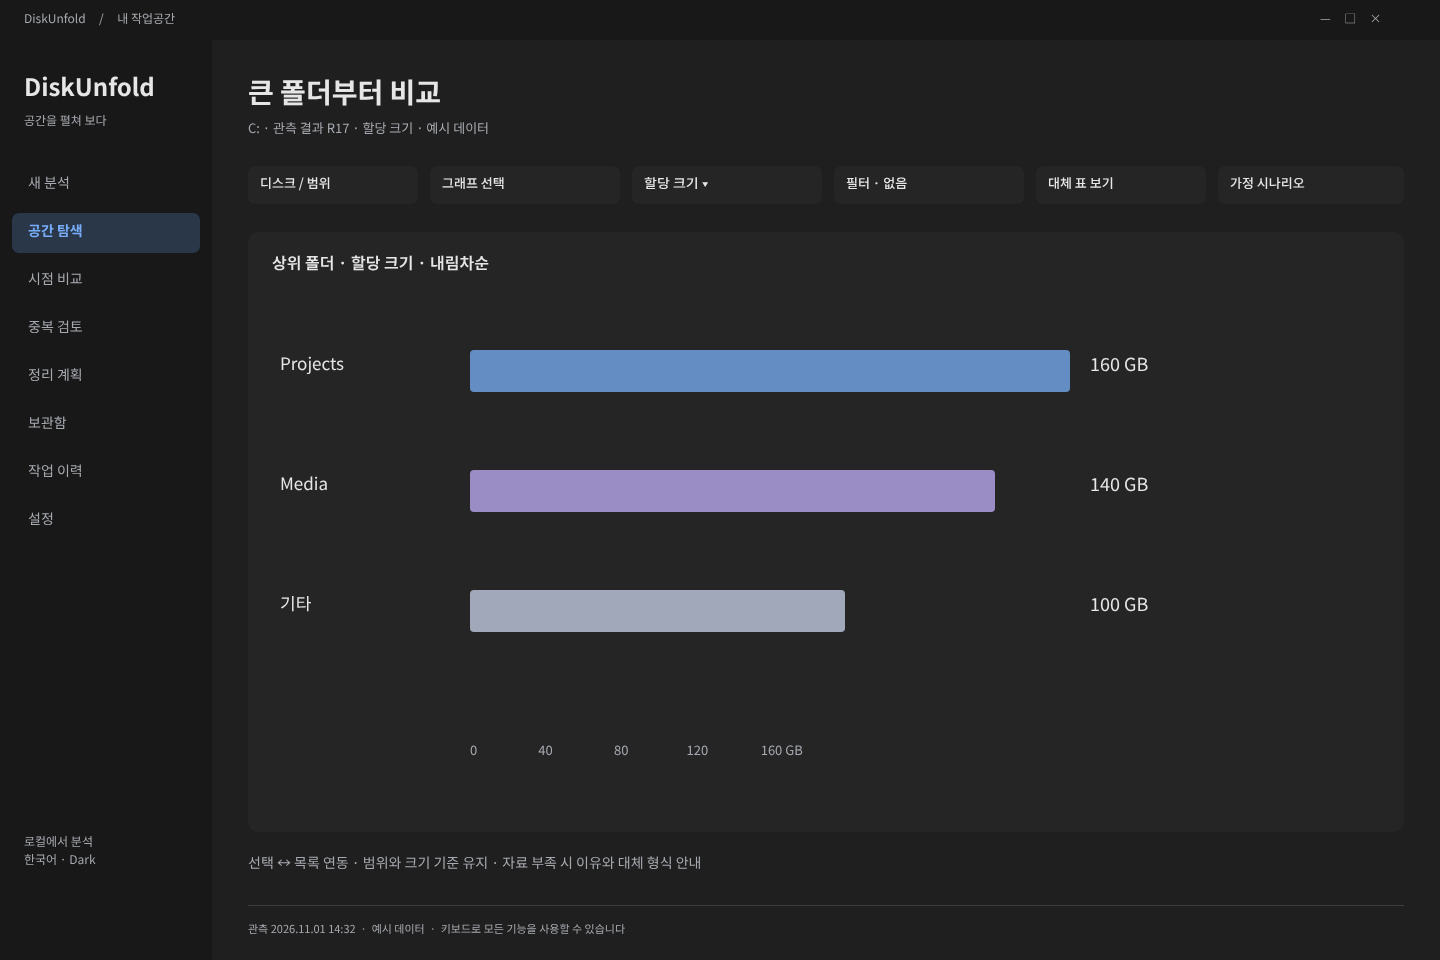 DiskUnfold / 내 작업공간
DiskUnfold
공간을 펼쳐 보다
새 분석
공간 탐색
시점 비교
중복 검토
정리 계획
보관함
작업 이력
설정
로컬에서 분석
한국어 · Dark
큰 폴더부터 비교
C: · 관측 결과 R17 · 할당 크기 · 예시 데이터
디스크 / 범위
그래프 선택
할당 크기 ▾
필터 · 없음
대체 표 보기
가정 시나리오
상위 폴더 · 할당 크기 · 내림차순
Projects 160 GB
Media 140 GB
기타 100 GB
0 40 80 120 160 GB
선택 ↔ 목록 연동 · 범위와 크기 기준 유지 · 자료 부족 시 이유와 대체 형식 안내
관측 2026.11.01 14:32 · 예시 데이터 · 키보드로 모든 기능을 사용할 수 있습니다